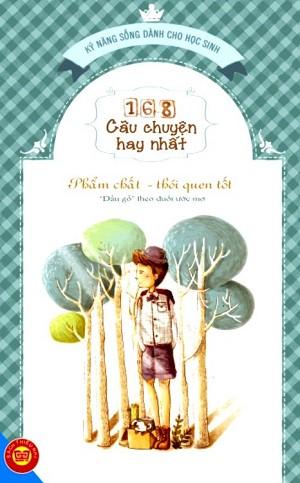 KỸ NĂNG SỐNG DÀNH CHO HỌC SINH
168
Câu chuyện
hay nhất
Phẩm chất - thói quen tốt
"Đầu gỗ" theo đuổi ước mơ